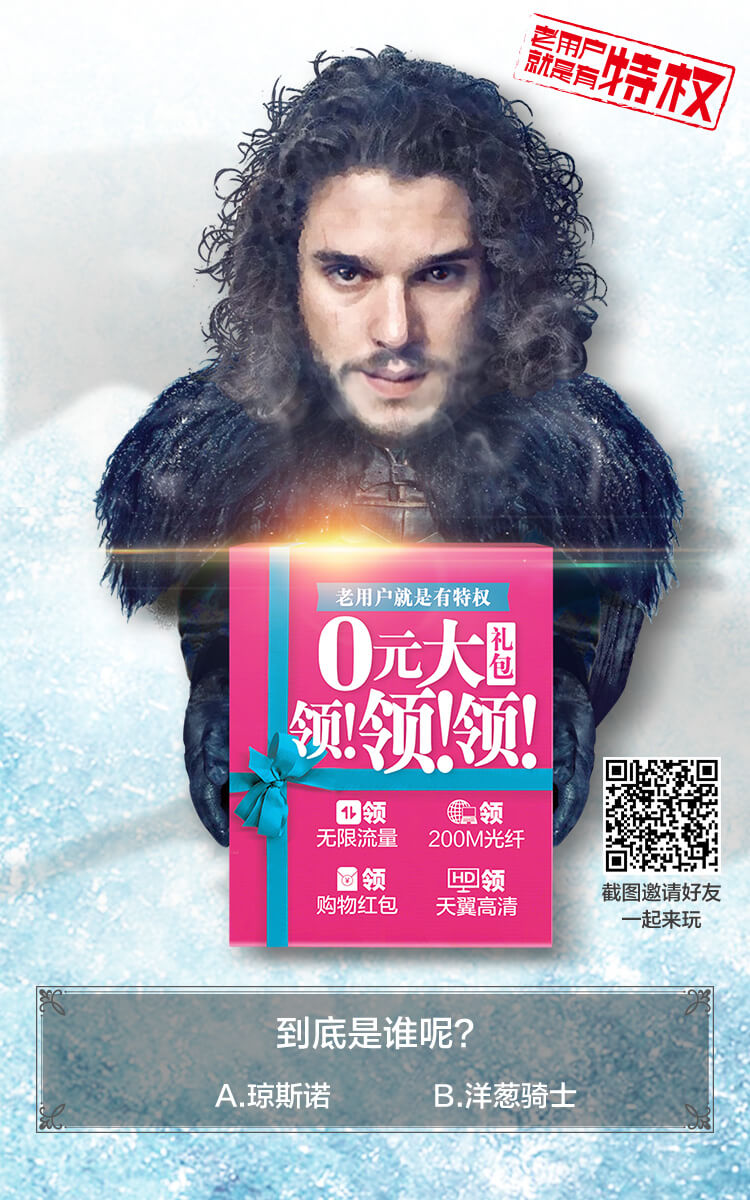 老用户
就是有特权
老用户就是有特权
0元大礼包
领!领!领!
领 领
无限流量 200M光纤
领 HD领
购物红包 天翼高清
截图邀请好友
一起来玩
到底是谁呢?
A.琼斯诺 B.洋葱骑士